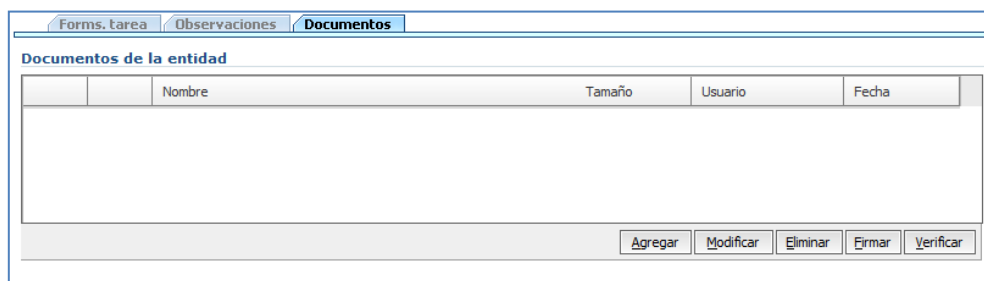 Forms. tarea Observaciones Documentos
Documentos de la entidad
Nombre Tamaño Usuario Fecha
Agregar Modificar Eliminar Firmar Verificar